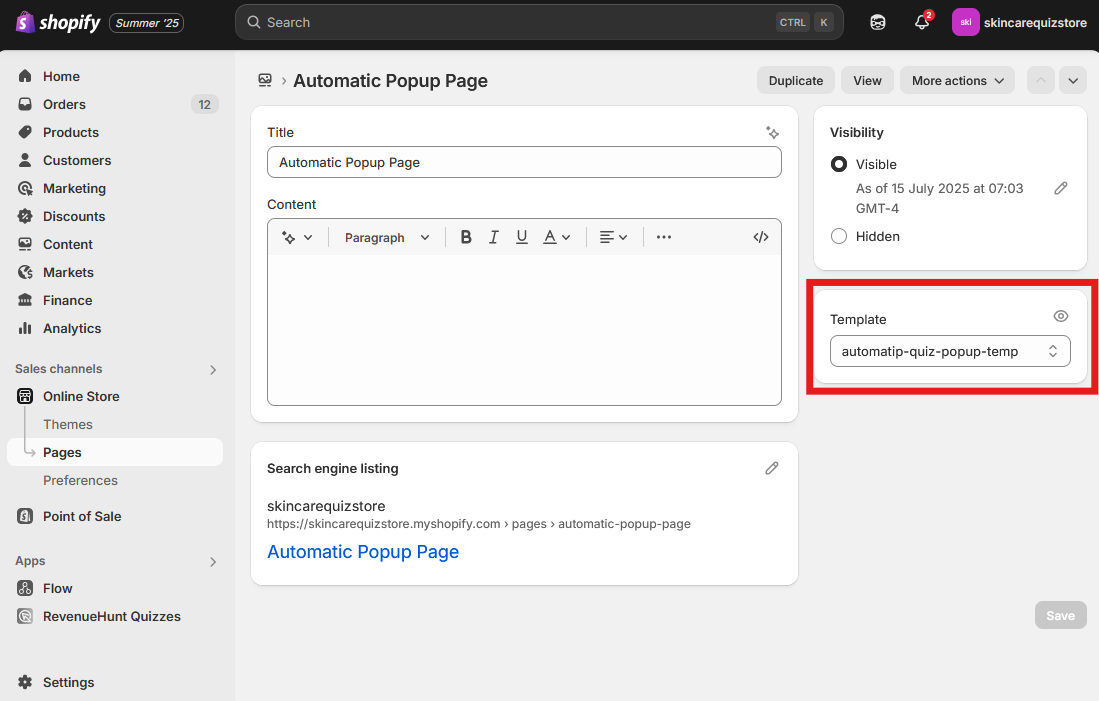 shopify Summer '25 Search CTRL K 2 ski skincarequizstore
Home
Orders 12
Products
Customers
Marketing
Discounts
Content
Markets
Finance
Analytics
Sales channels
Online Store
Themes
Pages
Preferences
Point of Sale
Apps
Flow
RevenueHunt Quizzes
Settings
Automatic Popup Page
Duplicate View More actions
Title
Automatic Popup Page
Content
Paragraph B I U A
Search engine listing
skincarequizstore
https://skincarequizstore.myshopify.com › pages › automatic-popup-page
Automatic Popup Page
Visibility
Visible
As of 15 July 2025 at 07:03
GMT-4
Hidden
Template
automatip-quiz-popup-temp
Save